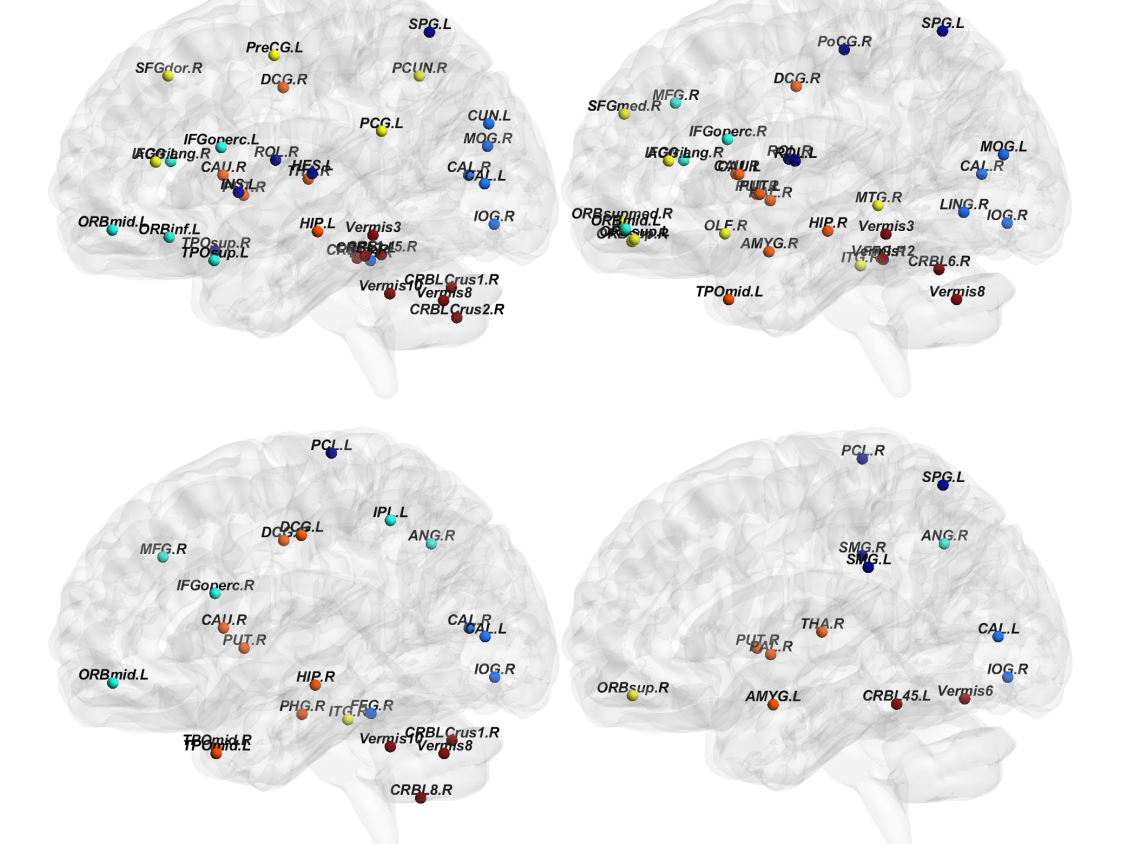 SPG.L
PreCG.L
SFGdor.R
DCG.R
PCUN.R
PCG.L
CUN.L
IFGoperc.L
MOG.R
ROL.R
CAU.R
HES.L
CAL.R
CAL.L
INS.L
ORBmid.L
ORBinf.L
HIP.L
IOG.R
Vermis3
TPOsup.R
TPOsup.L
CRBLCrus1.R
Vermis10
Vermis8
CRBLCrus2.R
SPG.L
PoCG.R
DCG.R
MFG.R
SFGmed.R
IFGoperc.R
MOG.L
ROL.L
CAL.R
PUT.L
MTG.R
LING.R
IOG.R
ORBsupmed.R
ORBmid.L
OLF.R
HIP.R
Vermis3
AMYG.R
CRBL6.R
TPOmid.L
Vermis8
PCL.L
IPL.L
DCG.L
ANG.R
MFG.R
IFGoperc.R
CAU.R
CAL.R
CAL.L
PUT.R
ORBmid.L
HIP.R
PHG.R
FFG.R
TPOmid.R
TPOmid.L
CRBLCrus1.R
Vermis10
Vermis8
CRBL8.R
PCL.R
SPG.L
ANG.R
SMG.R
SMG.L
THA.R
CAL.L
PUT.R
PAL.R
IOG.R
ORBsup.R
AMYG.L
CRBL45.L
Vermis6